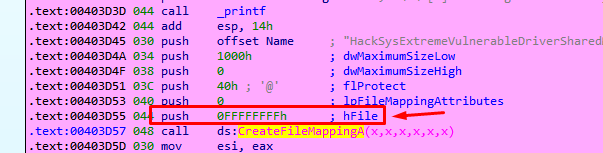 .text:00403D3D 044 call _printf
.text:00403D42 044 add esp, 14h
.text:00403D45 030 push offset Name ; "HackSysExtremeVulnerableDriverShared
.text:00403D4A 034 push 1000h ; dwMaximumSizeLow
.text:00403D4F 038 push 0 ; dwMaximumSizeHigh
.text:00403D51 03C push 40h ; '@' ; flProtect
.text:00403D53 040 push 0 ; lpFileMappingAttributes
.text:00403D55 044 push 0FFFFFFFFh ; hFile
.text:00403D57 048 call ds:CreateFileMappingA(x,x,x,x,x,x)
.text:00403D5D 030 mov esi, eax